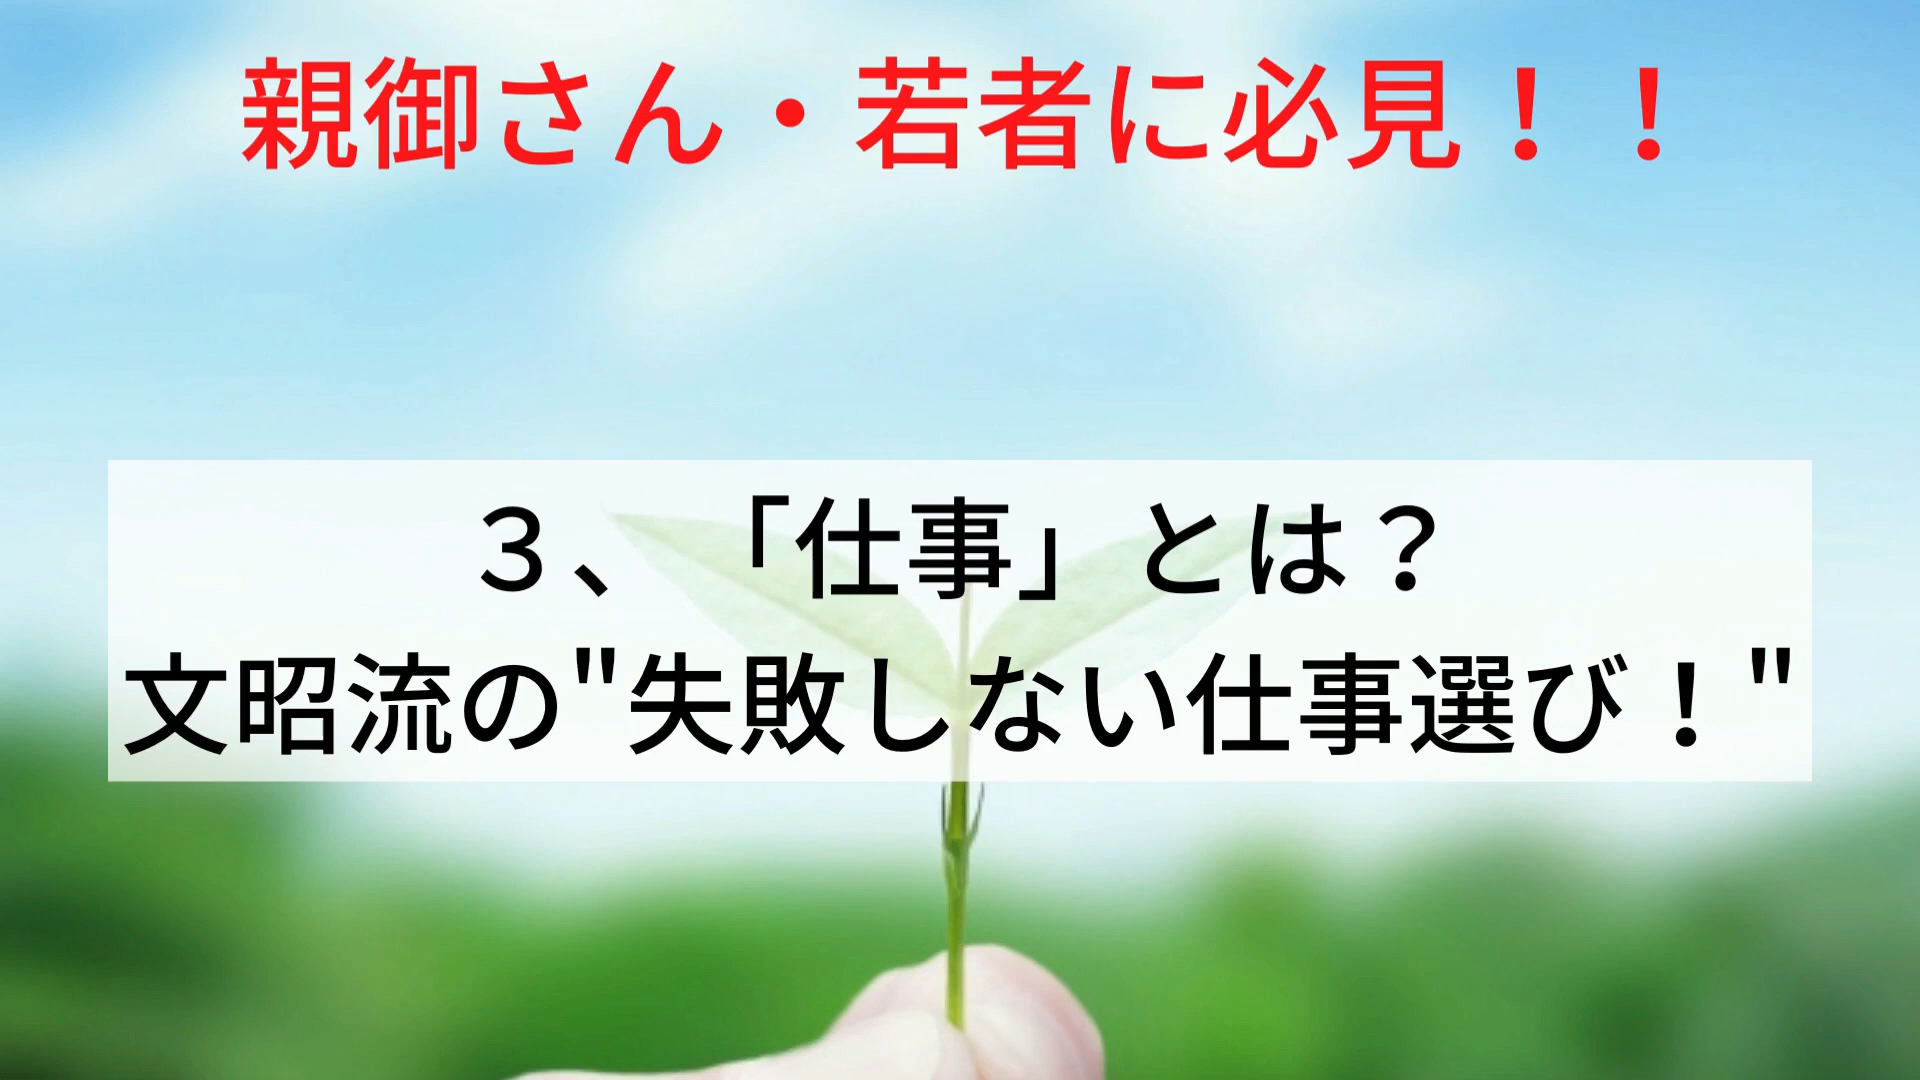 親御さん・若者に必見！！
３、「仕事」とは？
文昭流の"失敗しない仕事選び！"